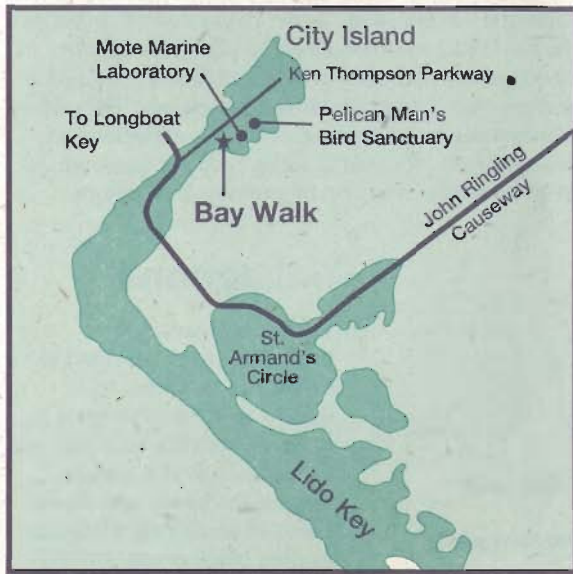 City Island
Mote Marine
Laboratory
Ken Thompson Parkway
To Longboat
Key
Pelican Man's
Bird Sanctuary
Bay Walk
John Ringling
Causeway
St.
Armand's
Circle
Lido Key